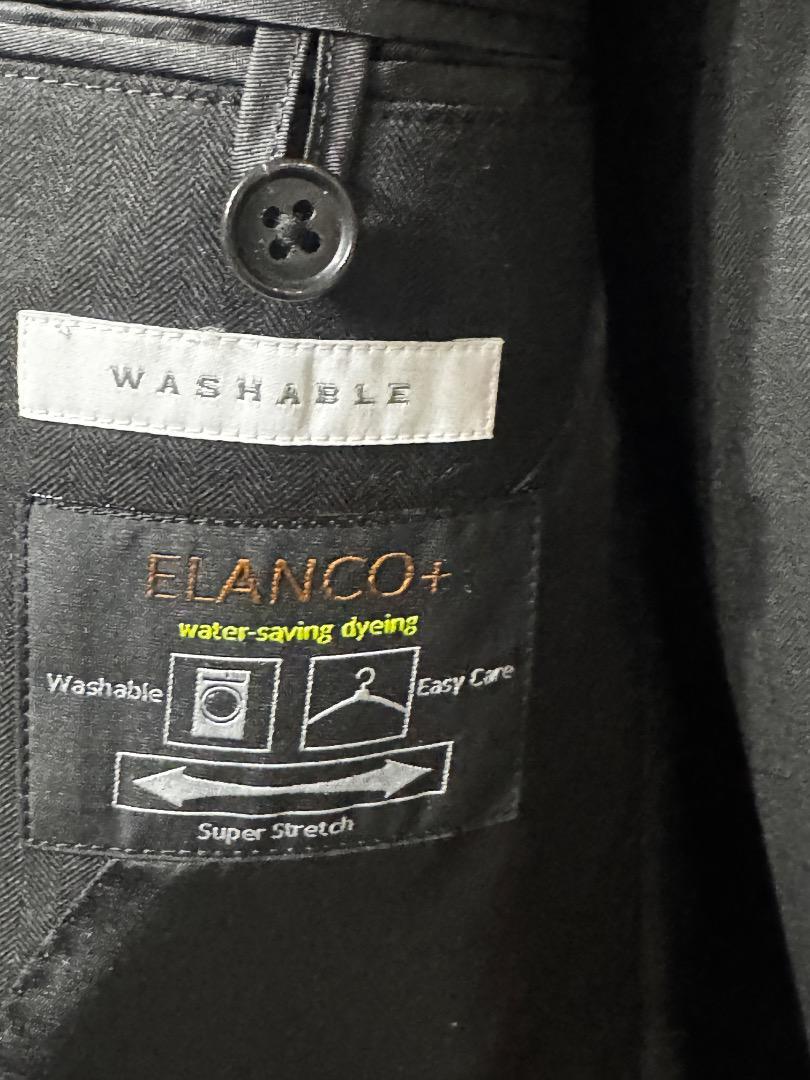 WASHABLE
ELANCO+
water-saving dyeing
Washable
Easy Care
Super Stretch